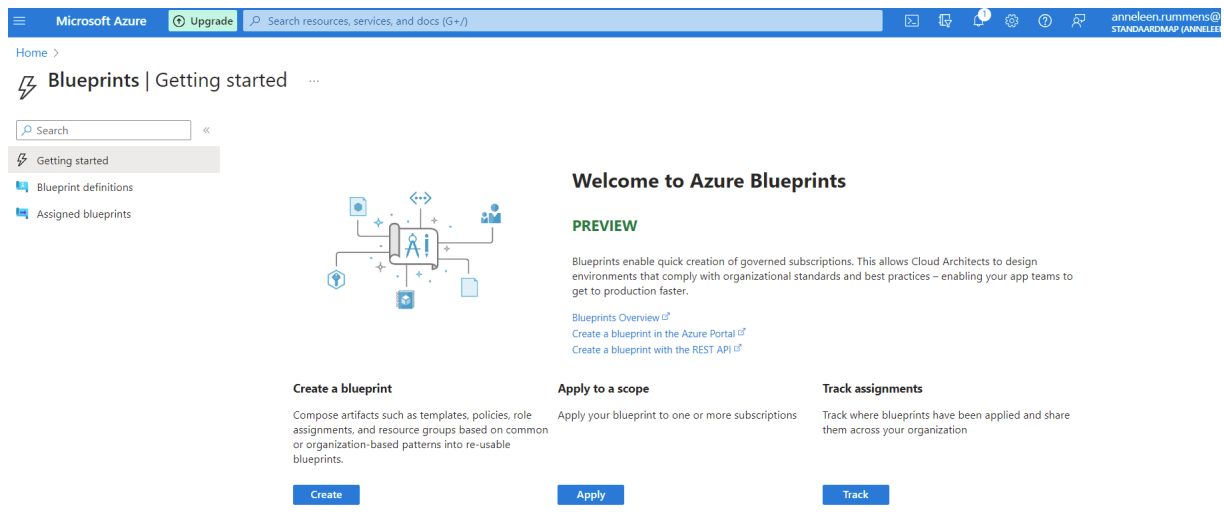 Microsoft Azure
Upgrade
Search resources, services, and docs (G+/)
1
anneleen.rummens@
STANDAARDMAP (ANNELEEN
Home >
Blueprints | Getting started ...
Search «
Getting started
Blueprint definitions
Assigned blueprints
Welcome to Azure Blueprints
PREVIEW
Blueprints enable quick creation of governed subscriptions. This allows Cloud Architects to design
environments that comply with organizational standards and best practices – enabling your app teams to
get to production faster.
Blueprints Overview
Create a blueprint in the Azure Portal
Create a blueprint with the REST API
Create a blueprint
Compose artifacts such as templates, policies, role
assignments, and resource groups based on common
or organization-based patterns into re-usable
blueprints.
Create
Apply to a scope
Apply your blueprint to one or more subscriptions
Apply
Track assignments
Track where blueprints have been applied and share
them across your organization
Track